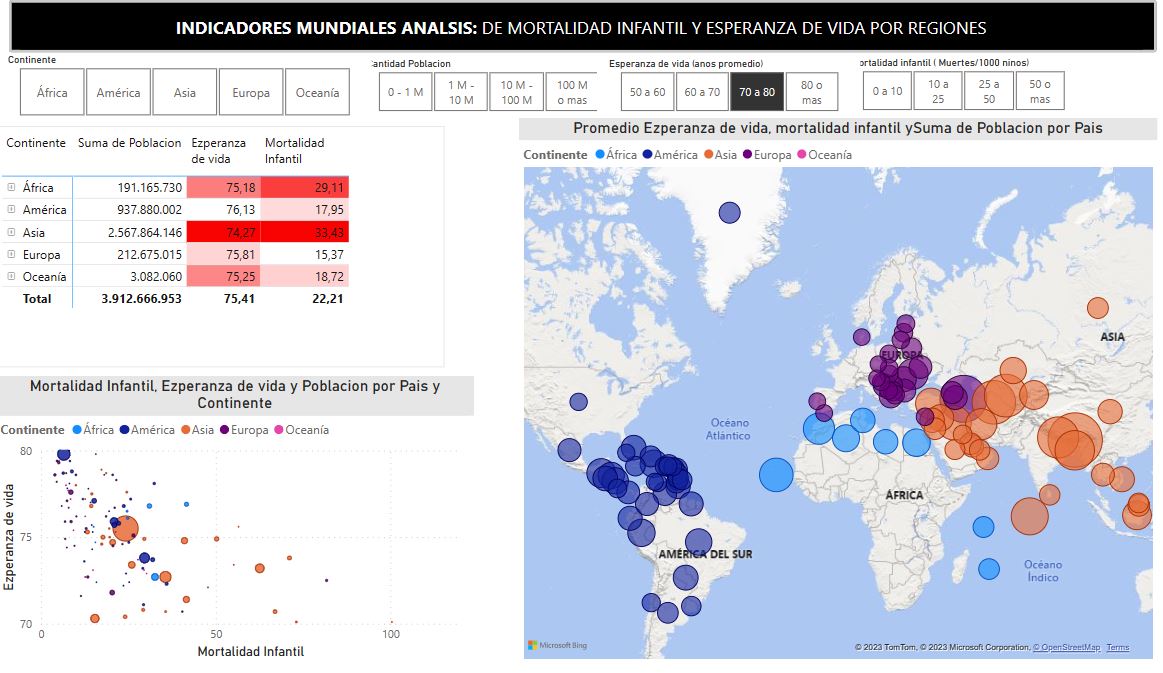 INDICADORES MUNDIALES ANALSIS: DE MORTALIDAD INFANTIL Y ESPERANZA DE VIDA POR REGIONES
Continente
África América Asia Europa Oceanía
antidad Poblacion
0 - 1 M
1 M - 10 M
10 M - 100 M
100 M o mas
Esperanza de vida (anos promedio)
50 a 60
60 a 70
70 a 80
80 o mas
ortalidad infantil ( Muertes/1000 ninos)
0 a 10
10 a 25
25 a 50
50 o mas
Continente Suma de Poblacion Ezperanza de vida Mortalidad Infantil
África 191.165.730 75,18 29,11
América 937.880.002 76,13 17,95
Asia 2.567.864.146 74,27 33,43
Europa 212.675.015 75,81 15,37
Oceanía 3.082.060 75,25 18,72
Total 3.912.666.953 75,41 22,21
Mortalidad Infantil, Ezperanza de vida y Poblacion por Pais y
Continente
Continente África América Asia Europa Oceanía
Ezperanza de vida
80
75
70
0 50 100
Mortalidad Infantil
Promedio Ezperanza de vida, mortalidad infantil ySuma de Poblacion por Pais
Continente África América Asia Europa Oceanía
ASIA
EUROPA
Océano
Atlántico
ÁFRICA
AMÉRICA DEL SUR
Océano
Índico
Microsoft Bing
© 2023 TomTom, © 2023 Microsoft Corporation, © OpenStreetMap Terms